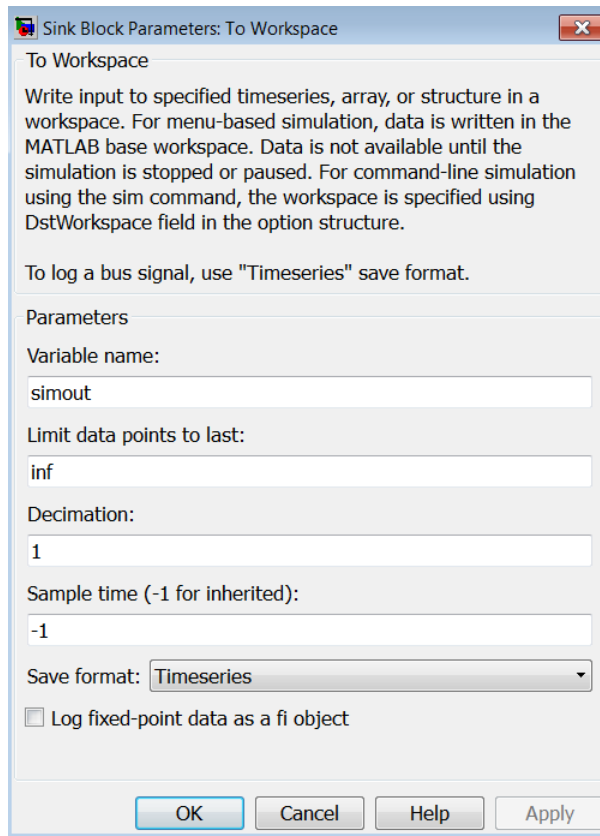 Sink Block Parameters: To Workspace
To Workspace
Write input to specified timeseries, array, or structure in a
workspace. For menu-based simulation, data is written in the
MATLAB base workspace. Data is not available until the
simulation is stopped or paused. For command-line simulation
using the sim command, the workspace is specified using
DstWorkspace field in the option structure.
To log a bus signal, use "Timeseries" save format.
Parameters
Variable name:
simout
Limit data points to last:
inf
Decimation:
1
Sample time (-1 for inherited):
-1
Save format: Timeseries
Log fixed-point data as a fi object
OK Cancel Help Apply